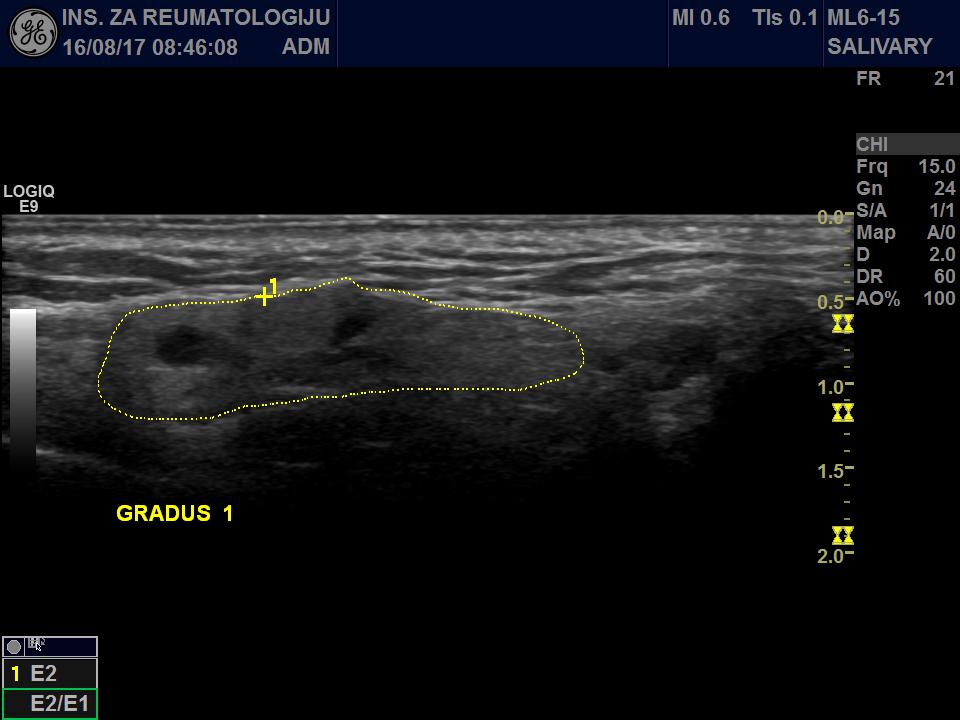 INS. ZA REUMATOLOGIJU
16/08/17 08:46:08 ADM
MI 0.6 TIs 0.1
ML6-15
SALIVARY
FR 21
CHI
Frq 15.0
Gn 24
S/A 1/1
Map A/0
D 2.0
DR 60
AO% 100
LOGIQ
E9
0.0
0.5
1.0
1.5
2.0
1
GRADUS 1
1 E2
E2/E1